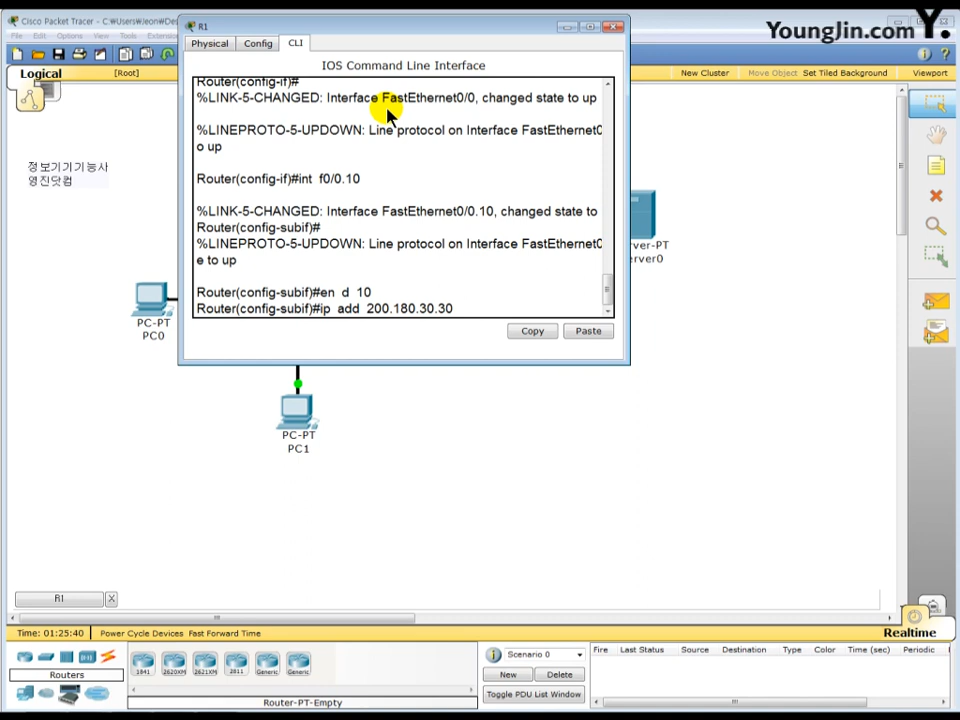 Cisco Packet Tracer - C:\Users\Jeon\De
R1
YoungJin.com Y.
File Edit Options View Tools Extensio
Physical Config CLI
Logical
[Root]
New Cluster
Move Object
Set Tiled Background
Viewport
IOS Command Line Interface
Router(config-if)#
%LINK-5-CHANGED: Interface FastEthernet0/0, changed state to up
%LINEPROTO-5-UPDOWN: Line protocol on Interface FastEthernet0
o up
Router(config-if)#int f0/0.10
%LINK-5-CHANGED: Interface FastEthernet0/0.10, changed state to
Router(config-subif)#
%LINEPROTO-5-UPDOWN: Line protocol on Interface FastEthernet0
e to up
Router(config-subif)#en d 10
Router(config-subif)#ip add 200.180.30.30
Copy Paste
정보기기기능사
영진닷컴
rver-PT
erver0
PC-PT
PC0
PC-PT
PC1
R1 X
Time: 01:25:40
Power Cycle Devices Fast Forward Time
Realtime
Routers
1841 2620XM 2621XM 2811 Generic Generic
Router-PT-Empty
Scenario 0
New Delete
Toggle PDU List Window
Fire Last Status Source Destination Type Color Time (sec) Periodic